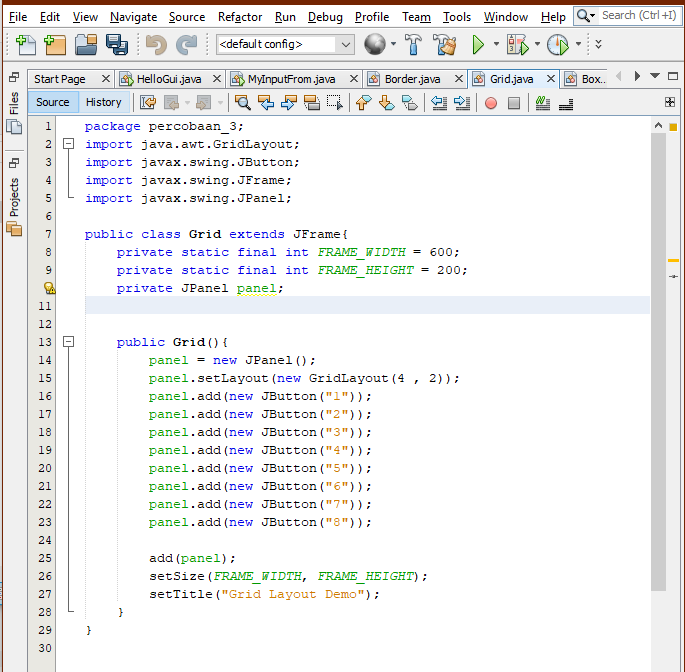 File Edit View Navigate Source Refactor Run Debug Profile Team Tools Window Help Search (Ctrl+I)
<default config>
Start Page HelloGui.java MyInputFrom.java Border.java Grid.java Box..
Files
Projects
Source History
1 package percobaan_3;
2 import java.awt.GridLayout;
3 import javax.swing.JButton;
4 import javax.swing.JFrame;
5 import javax.swing.JPanel;
6
7 public class Grid extends JFrame{
8 private static final int FRAME_WIDTH = 600;
9 private static final int FRAME_HEIGHT = 200;
private JPanel panel;
11
12
13 public Grid(){
14 panel = new JPanel();
15 panel.setLayout(new GridLayout(4 , 2));
16 panel.add(new JButton("1"));
17 panel.add(new JButton("2"));
18 panel.add(new JButton("3"));
19 panel.add(new JButton("4"));
20 panel.add(new JButton("5"));
21 panel.add(new JButton("6"));
22 panel.add(new JButton("7"));
23 panel.add(new JButton("8"));
24
25 add(panel);
26 setSize(FRAME_WIDTH, FRAME_HEIGHT);
27 setTitle("Grid Layout Demo");
28 }
29 }
30